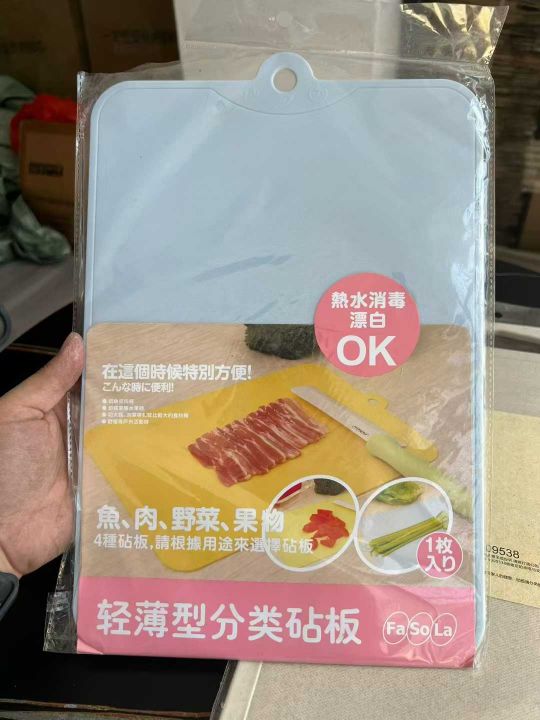 熱水消毒
漂白
OK
在這個時候特別方便!
こんな時に便利!
魚、肉、野菜、果物
4種砧板,請根據用途來選擇砧板
1枚
入り
轻薄型分类砧板
Fa So La
9538